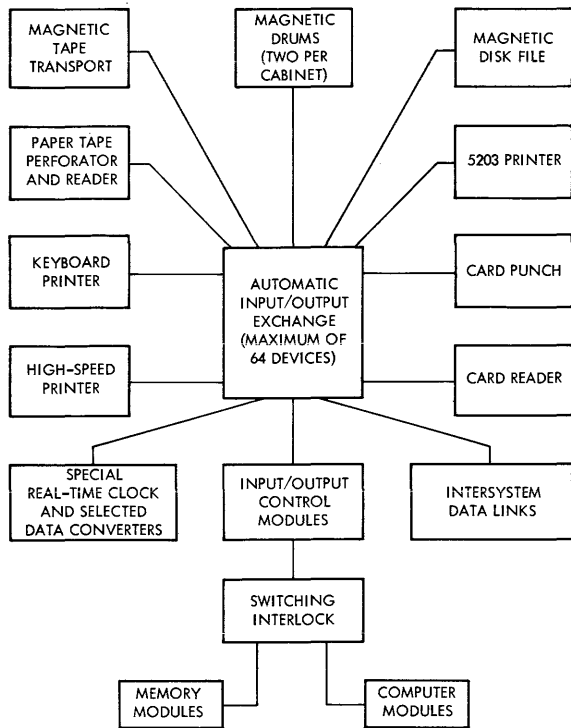 MAGNETIC
TAPE
TRANSPORT
MAGNETIC
DRUMS
(TWO PER
CABINET)
MAGNETIC
DISK FILE
PAPER TAPE
PERFORATOR
AND READER
5203 PRINTER
KEYBOARD
PRINTER
AUTOMATIC
INPUT/OUTPUT
EXCHANGE
(MAXIMUM OF
64 DEVICES)
CARD PUNCH
HIGH-SPEED
PRINTER
CARD READER
SPECIAL
REAL-TIME CLOCK
AND SELECTED
DATA CONVERTERS
INPUT/OUTPUT
CONTROL
MODULES
INTERSYSTEM
DATA LINKS
SWITCHING
INTERLOCK
MEMORY
MODULES
COMPUTER
MODULES